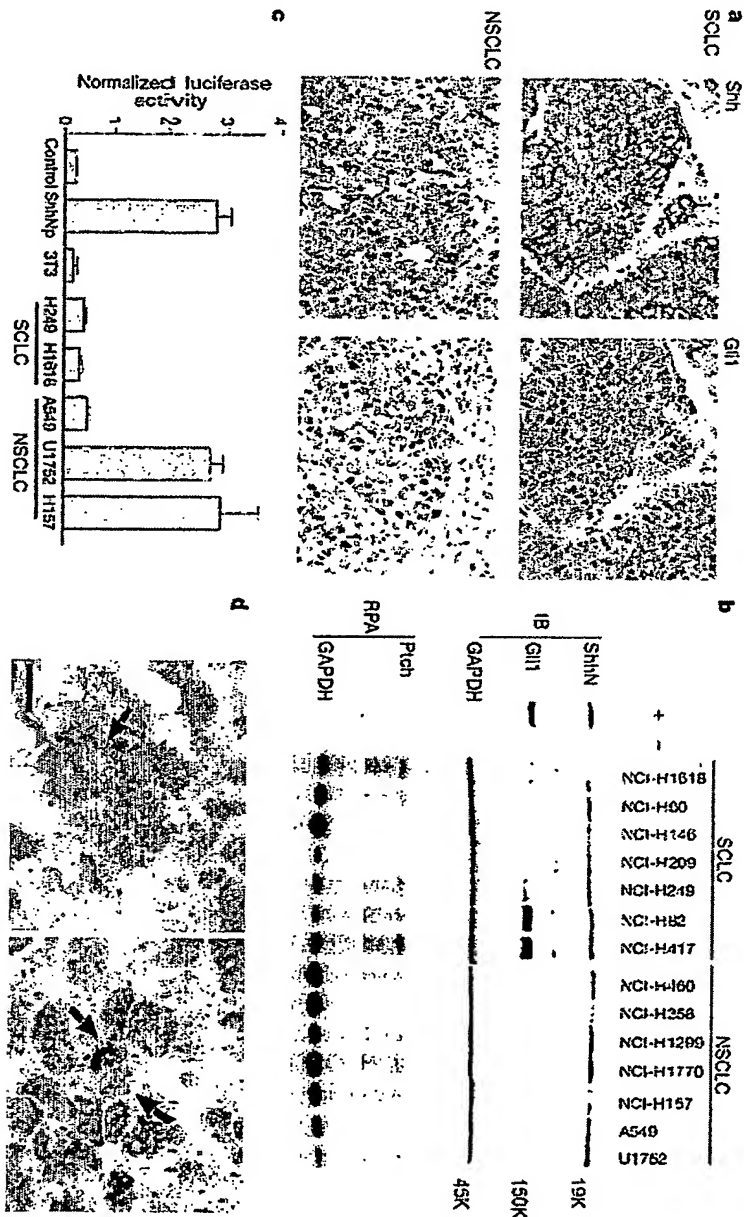 a
Shh
Gli1
SCLC
NSCLC
b
SCLC
NSCLC
+
–
NCI-H1618
NCI-H60
NCI-H146
NCI-H209
NCI-H249
NCI-H82
NCI-H417
NCI-H460
NCI-H358
NCI-H1299
NCI-H1770
NCI-H157
A549
U1752
IB
ShhN
19K
Gli1
150K
GAPDH
45K
RPA
Ptch
GAPDH
c
Normalized luciferase
activity
4
3
2
1
0
Control
ShhNp
3T3
H249
H1618
A549
U1752
H157
SCLC
NSCLC
d